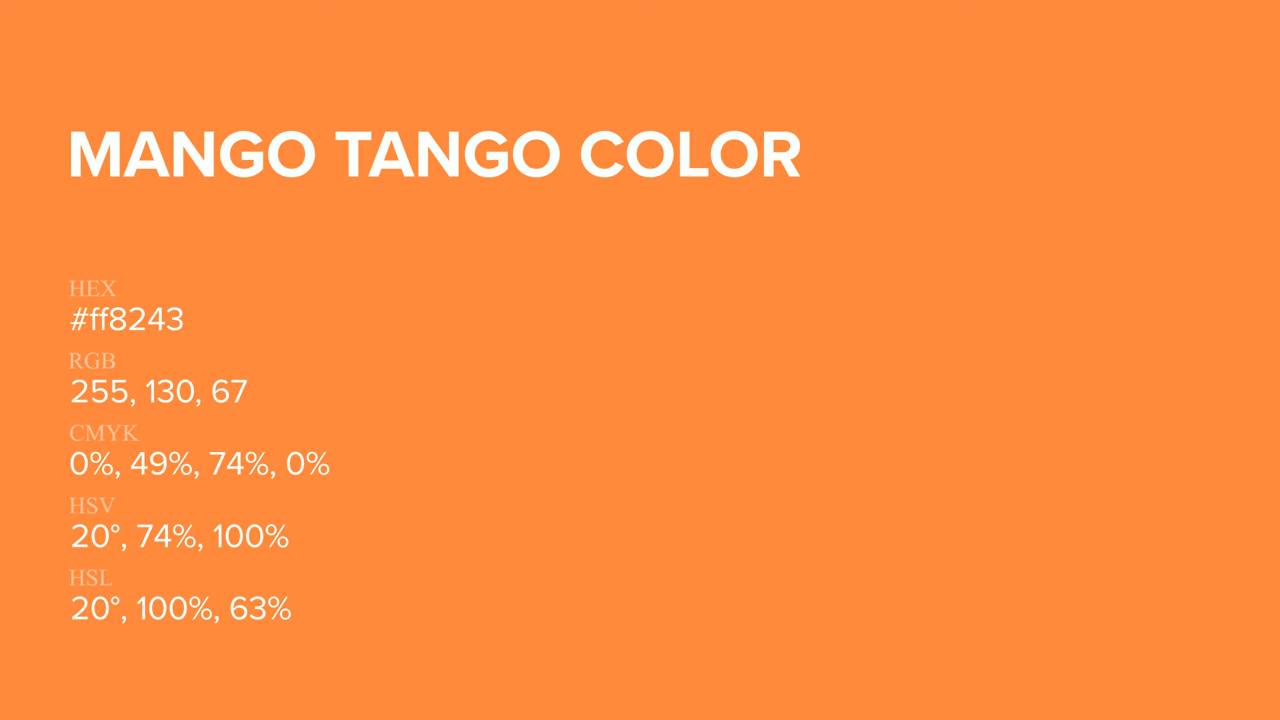 MANGO TANGO COLOR
HEX
#ff8243
RGB
255, 130, 67
CMYK
0%, 49%, 74%, 0%
HSV
20°, 74%, 100%
HSL
20°, 100%, 63%